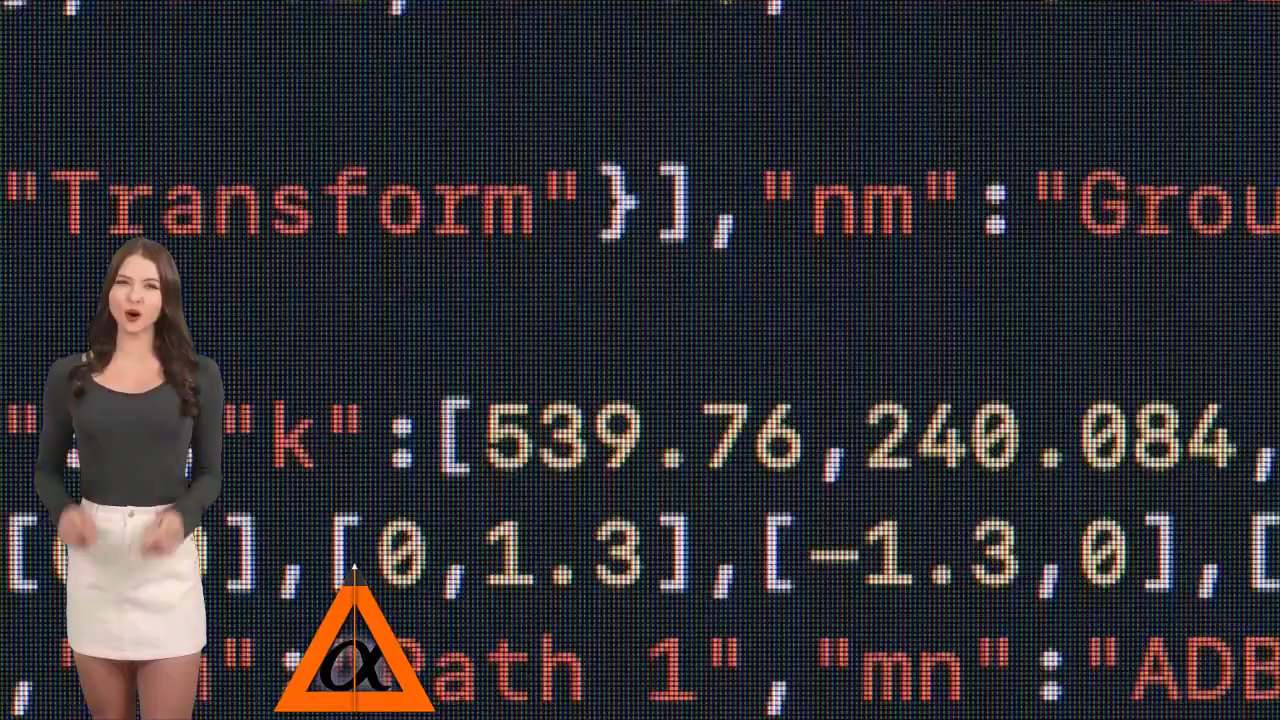 "Transform"}],"nm":"Grou
"k":[539.76,240.084,
],[0,1.3],[-1.3,0],[
Path 1","mn":"ADB
α